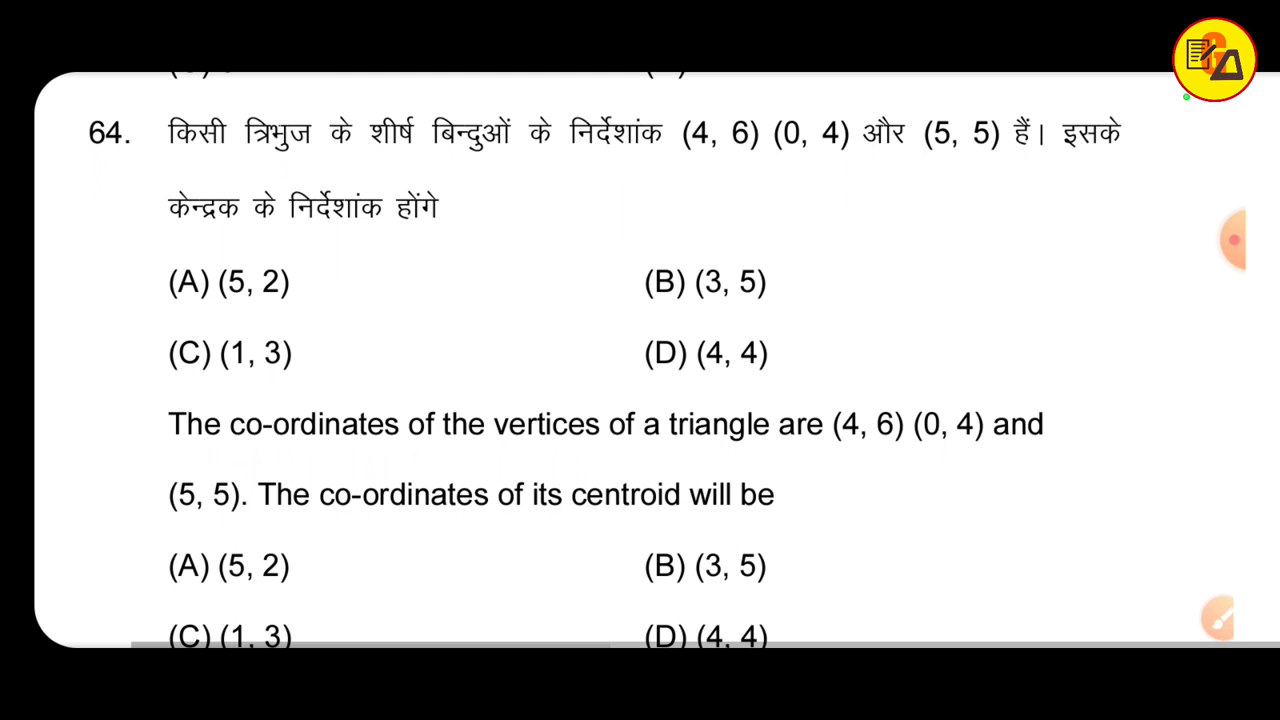 64. किसी त्रिभुज के शीर्ष बिन्दुओं के निर्देशांक (4, 6) (0, 4) और (5, 5) हैं। इसके
केन्द्रक के निर्देशांक होंगे
(A) (5, 2) (B) (3, 5)
(C) (1, 3) (D) (4, 4)
The co-ordinates of the vertices of a triangle are (4, 6) (0, 4) and
(5, 5). The co-ordinates of its centroid will be
(A) (5, 2) (B) (3, 5)
(C) (1, 3) (D) (4, 4)